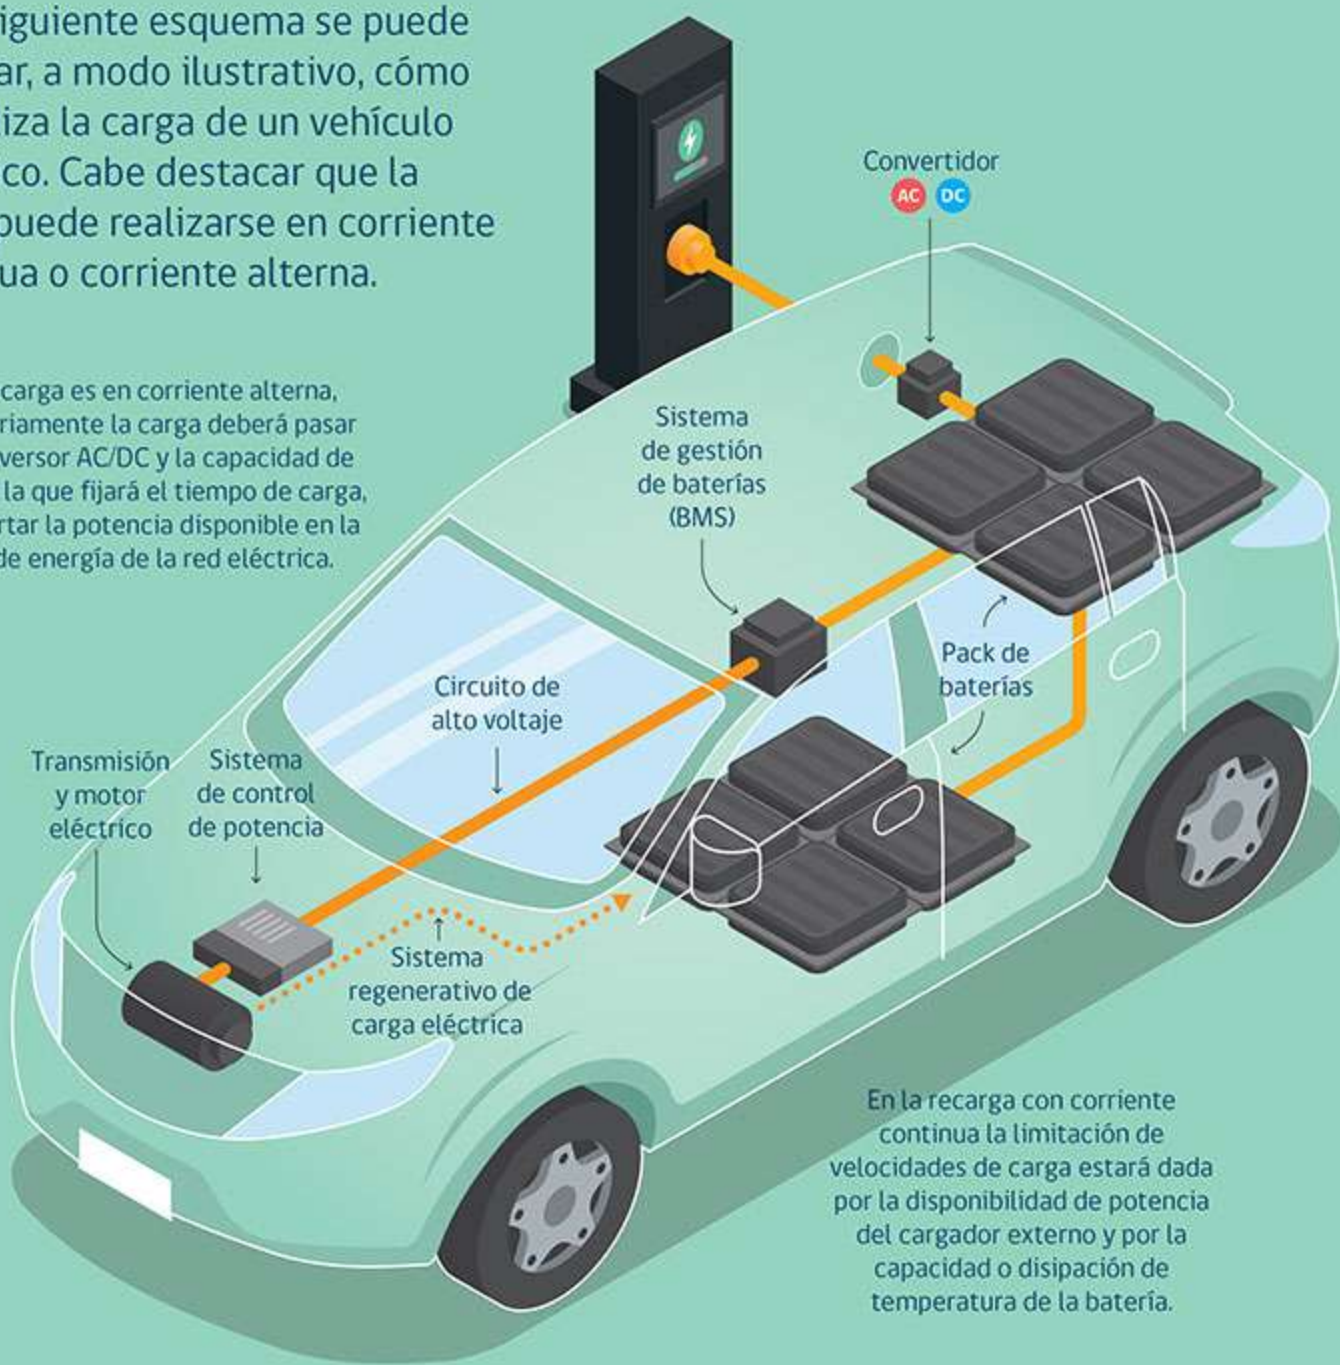 iguiente esquema se puede
ar, a modo ilustrativo, cómo
iza la carga de un vehículo
ico. Cabe destacar que la
puede realizarse en corriente
ua o corriente alterna.
carga es en corriente alterna,
riamente la carga deberá pasar
versor AC/DC y la capacidad de
la que fijará el tiempo de carga,
rtar la potencia disponible en la
de energía de la red eléctrica.
Convertidor
AC DC
Sistema
de gestión
de baterías
(BMS)
Pack de
baterías
Circuito de
alto voltaje
Transmisión
y motor
eléctrico
Sistema
de control
de potencia
Sistema
regenerativo de
carga eléctrica
En la recarga con corriente
continua la limitación de
velocidades de carga estará dada
por la disponibilidad de potencia
del cargador externo y por la
capacidad o disipación de
temperatura de la batería.